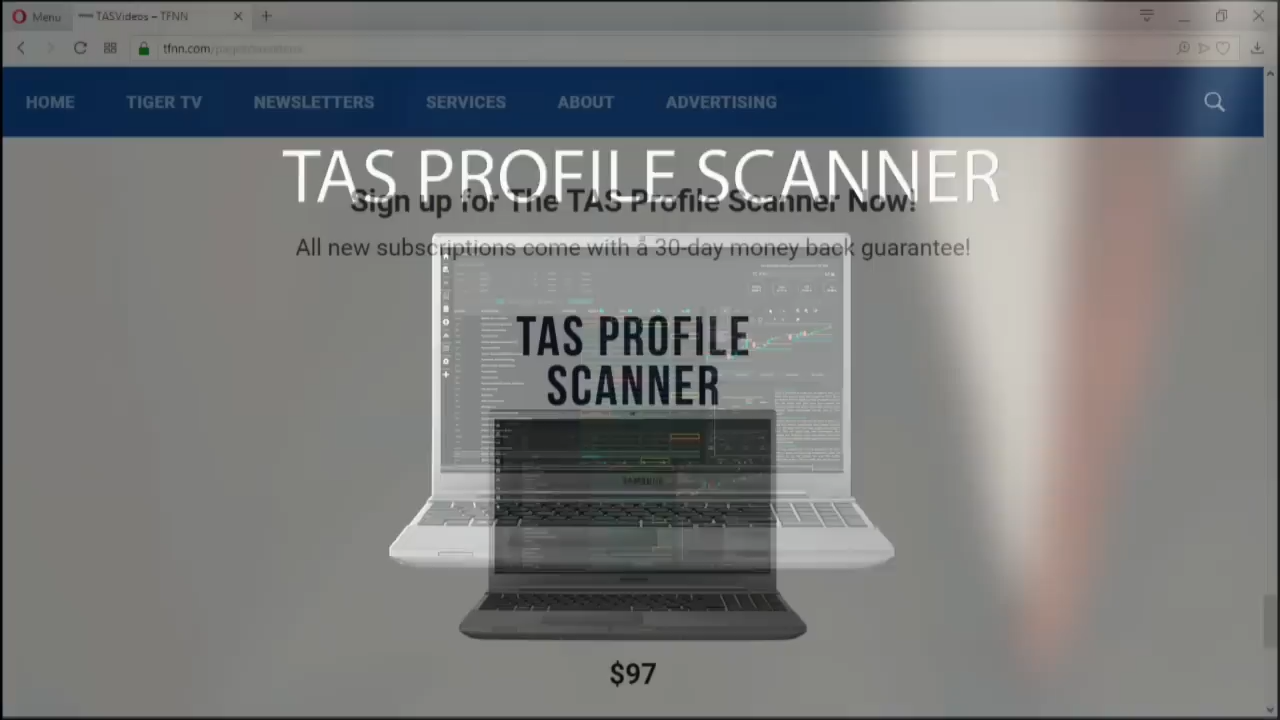 Menu
TASVideos – TFNN
tfnn.com
HOME
TIGER TV
NEWSLETTERS
SERVICES
ABOUT
ADVERTISING
TAS PROFILE SCANNER
Sign up for The TAS Profile Scanner Now!
All new subscriptions come with a 30-day money back guarantee!
TAS PROFILE
SCANNER
$97